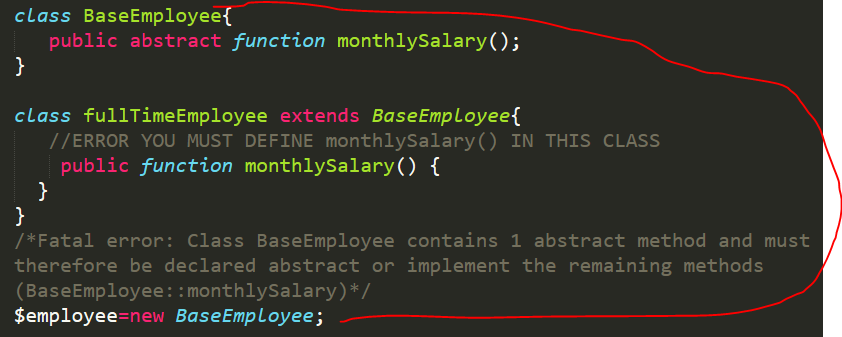 class BaseEmployee{
public abstract function monthlySalary();
}
class fullTimeEmployee extends BaseEmployee{
//ERROR YOU MUST DEFINE monthlySalary() IN THIS CLASS
public function monthlySalary() {
}
}
/*Fatal error: Class BaseEmployee contains 1 abstract method and must
therefore be declared abstract or implement the remaining methods
(BaseEmployee::monthlySalary)*/
$employee=new BaseEmployee;